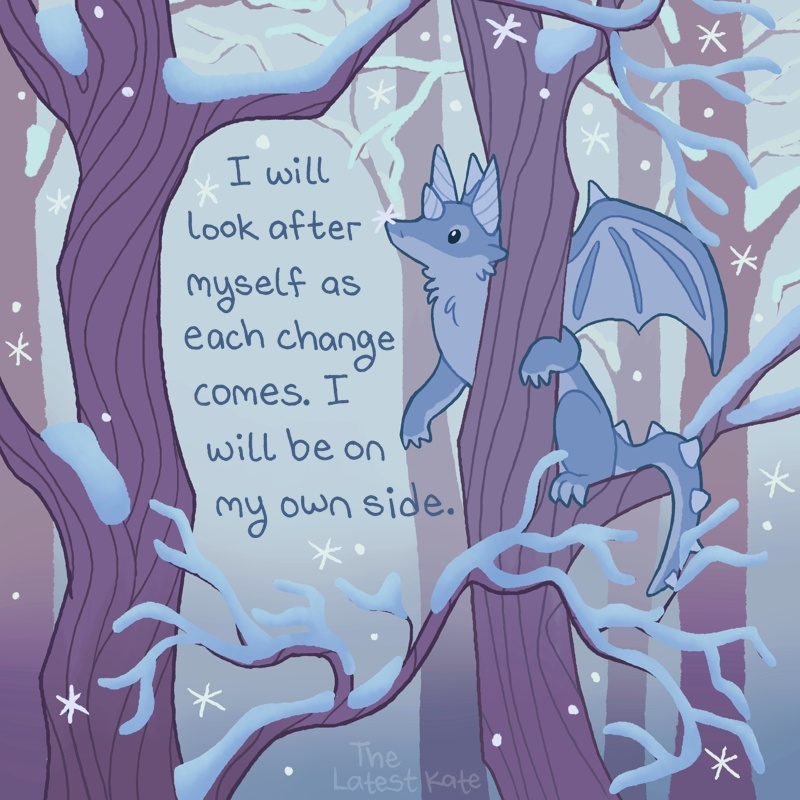 I will
look after
myself as
each change
comes. I
will be on
my own side.
The
Latest Kate